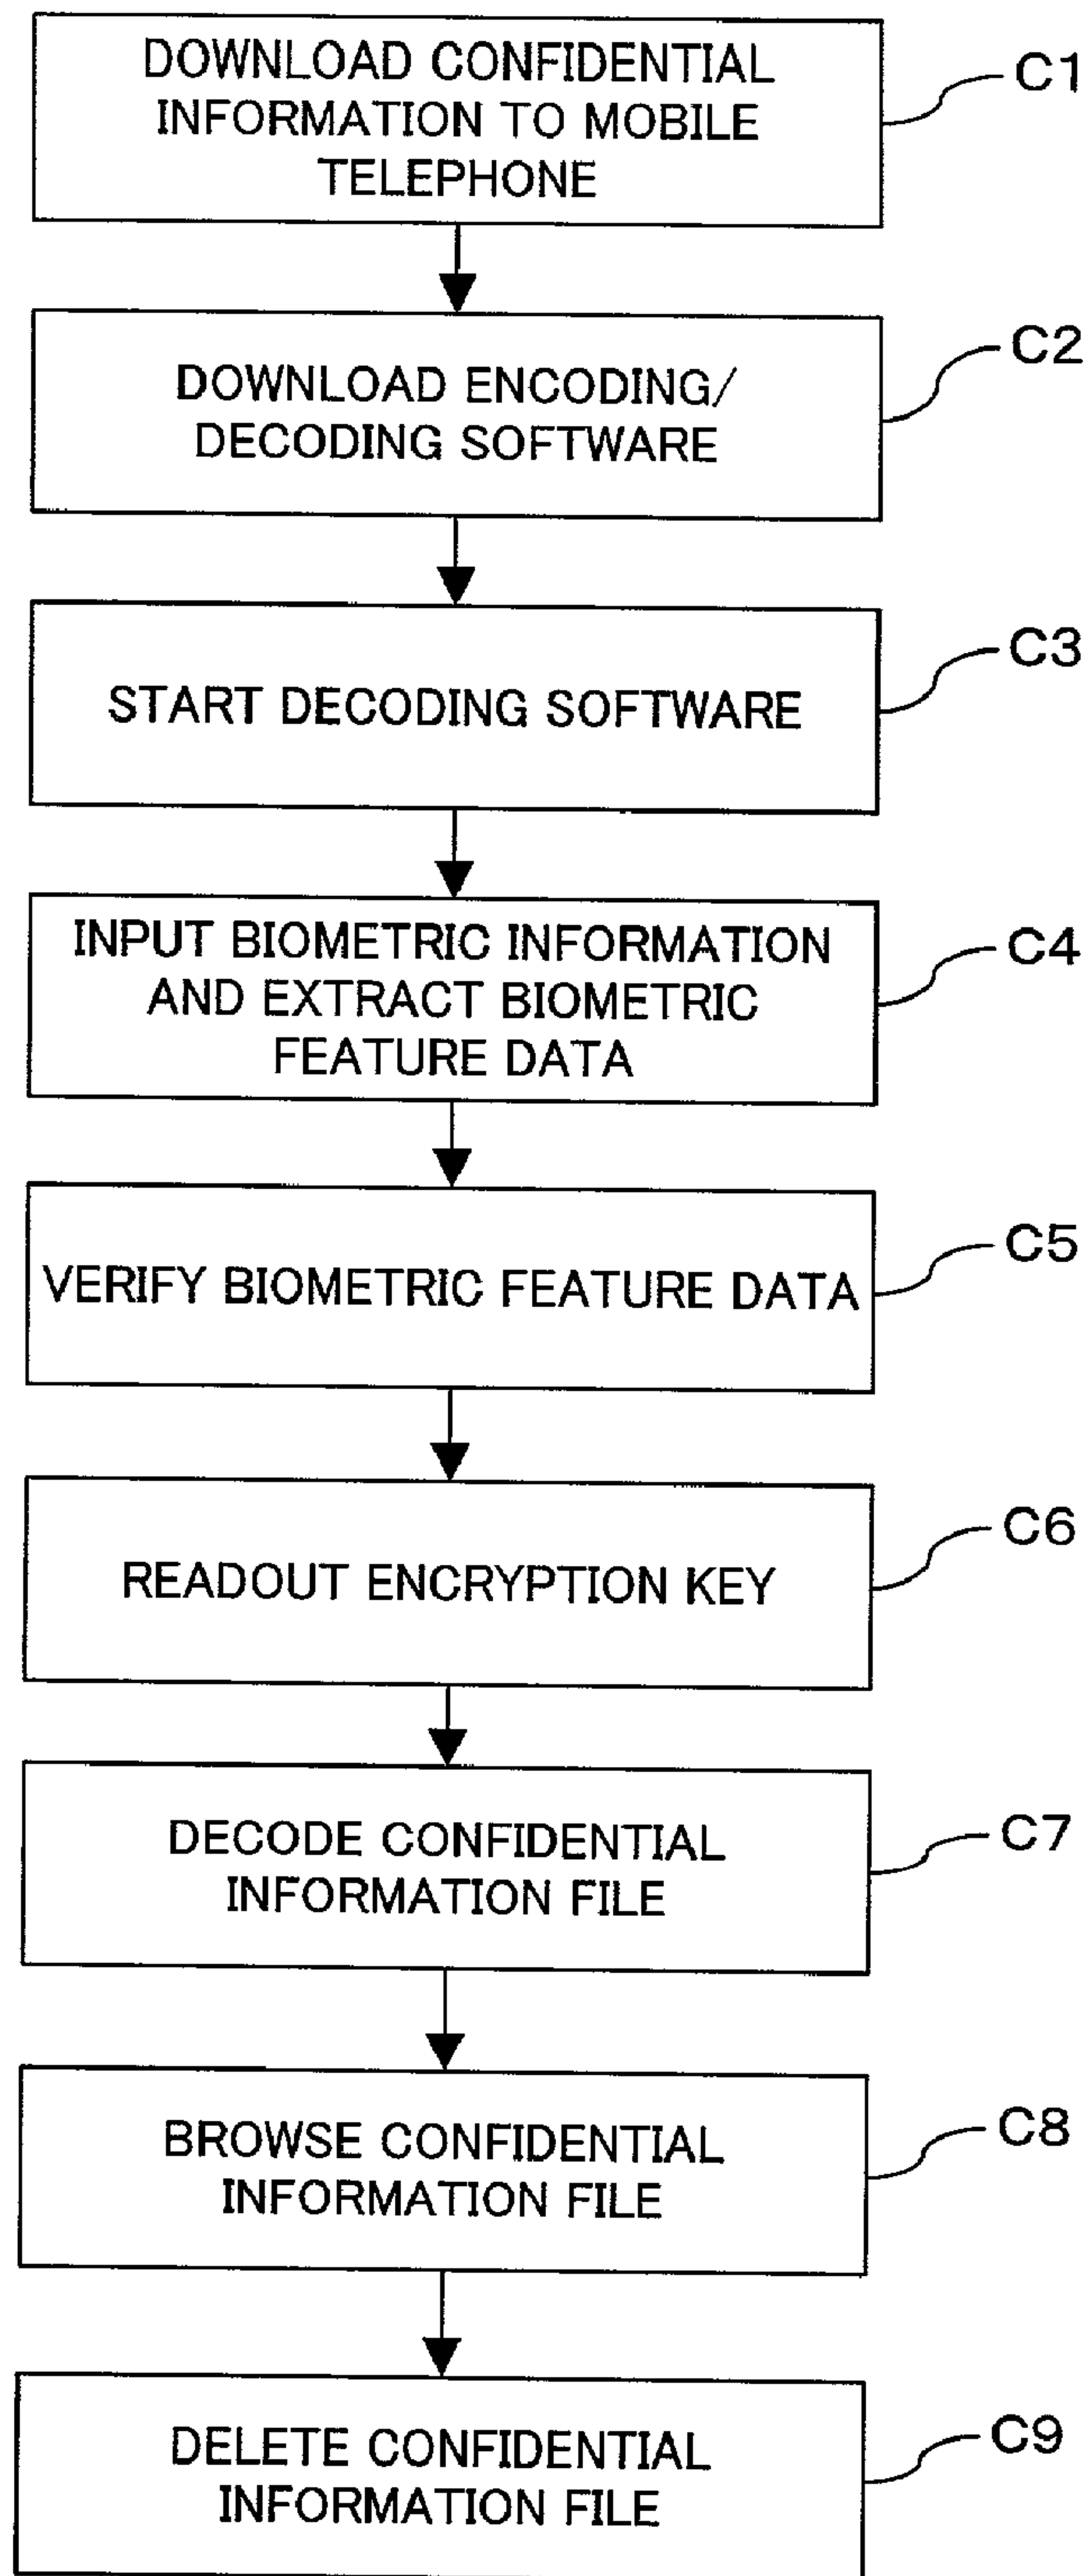 DOWNLOAD CONFIDENTIAL
INFORMATION TO MOBILE
TELEPHONE
C1
DOWNLOAD ENCODING/
DECODING SOFTWARE
C2
START DECODING SOFTWARE
C3
INPUT BIOMETRIC INFORMATION
AND EXTRACT BIOMETRIC
FEATURE DATA
C4
VERIFY BIOMETRIC FEATURE DATA
C5
READOUT ENCRYPTION KEY
C6
DECODE CONFIDENTIAL
INFORMATION FILE
C7
BROWSE CONFIDENTIAL
INFORMATION FILE
C8
DELETE CONFIDENTIAL
INFORMATION FILE
C9